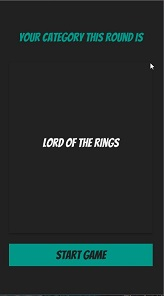 YOUR CATEGORY THIS ROUND IS
LORD OF THE RINGS
START GAME